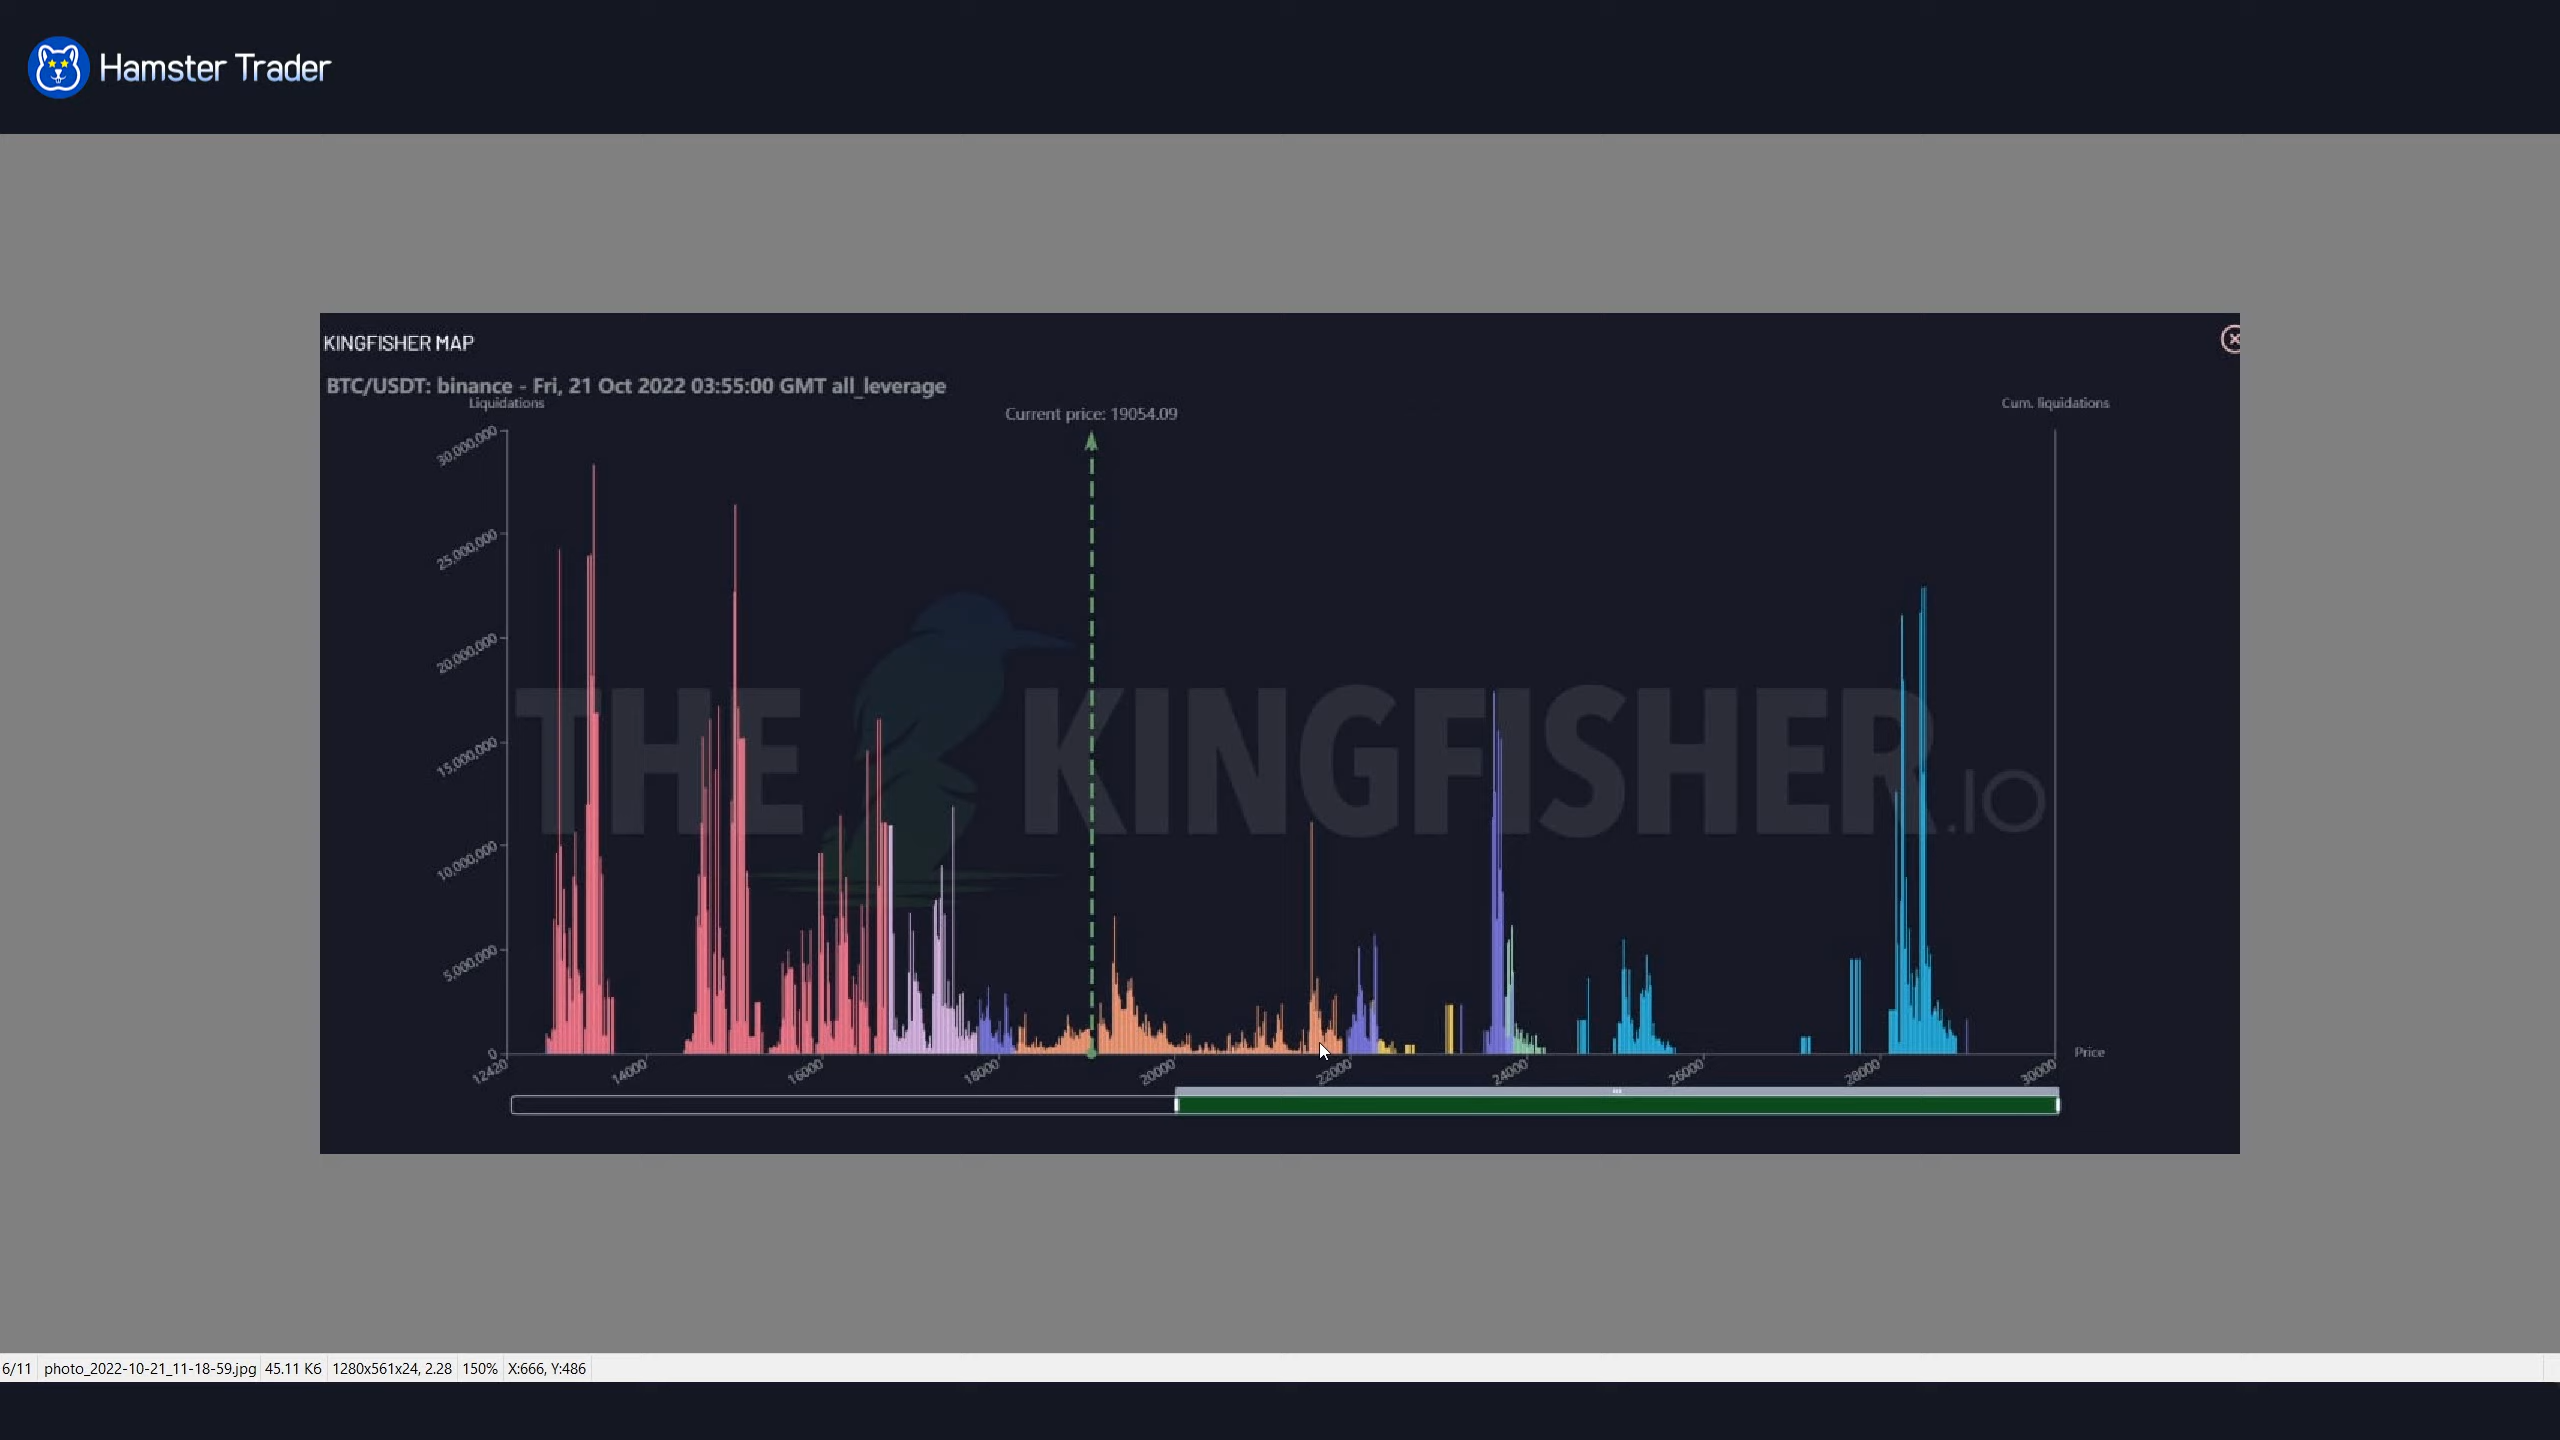 Hamster Trader
KINGFISHER MAP
BTC/USDT: binance - Fri, 21 Oct 2022 03:55:00 GMT all_leverage
Liquidations
Cum. liquidations
Current price: 19054.09
30,000,000
25,000,000
20,000,000
15,000,000
10,000,000
5,000,000
0
THE KINGFISHER.IO
12420
14000
16000
18000
20000
22000
24000
26000
28000
30000
Price
6/11 photo_2022-10-21_11-18-59.jpg 45.11 Кб 1280x561x24, 2.28 150% X:666, Y:486